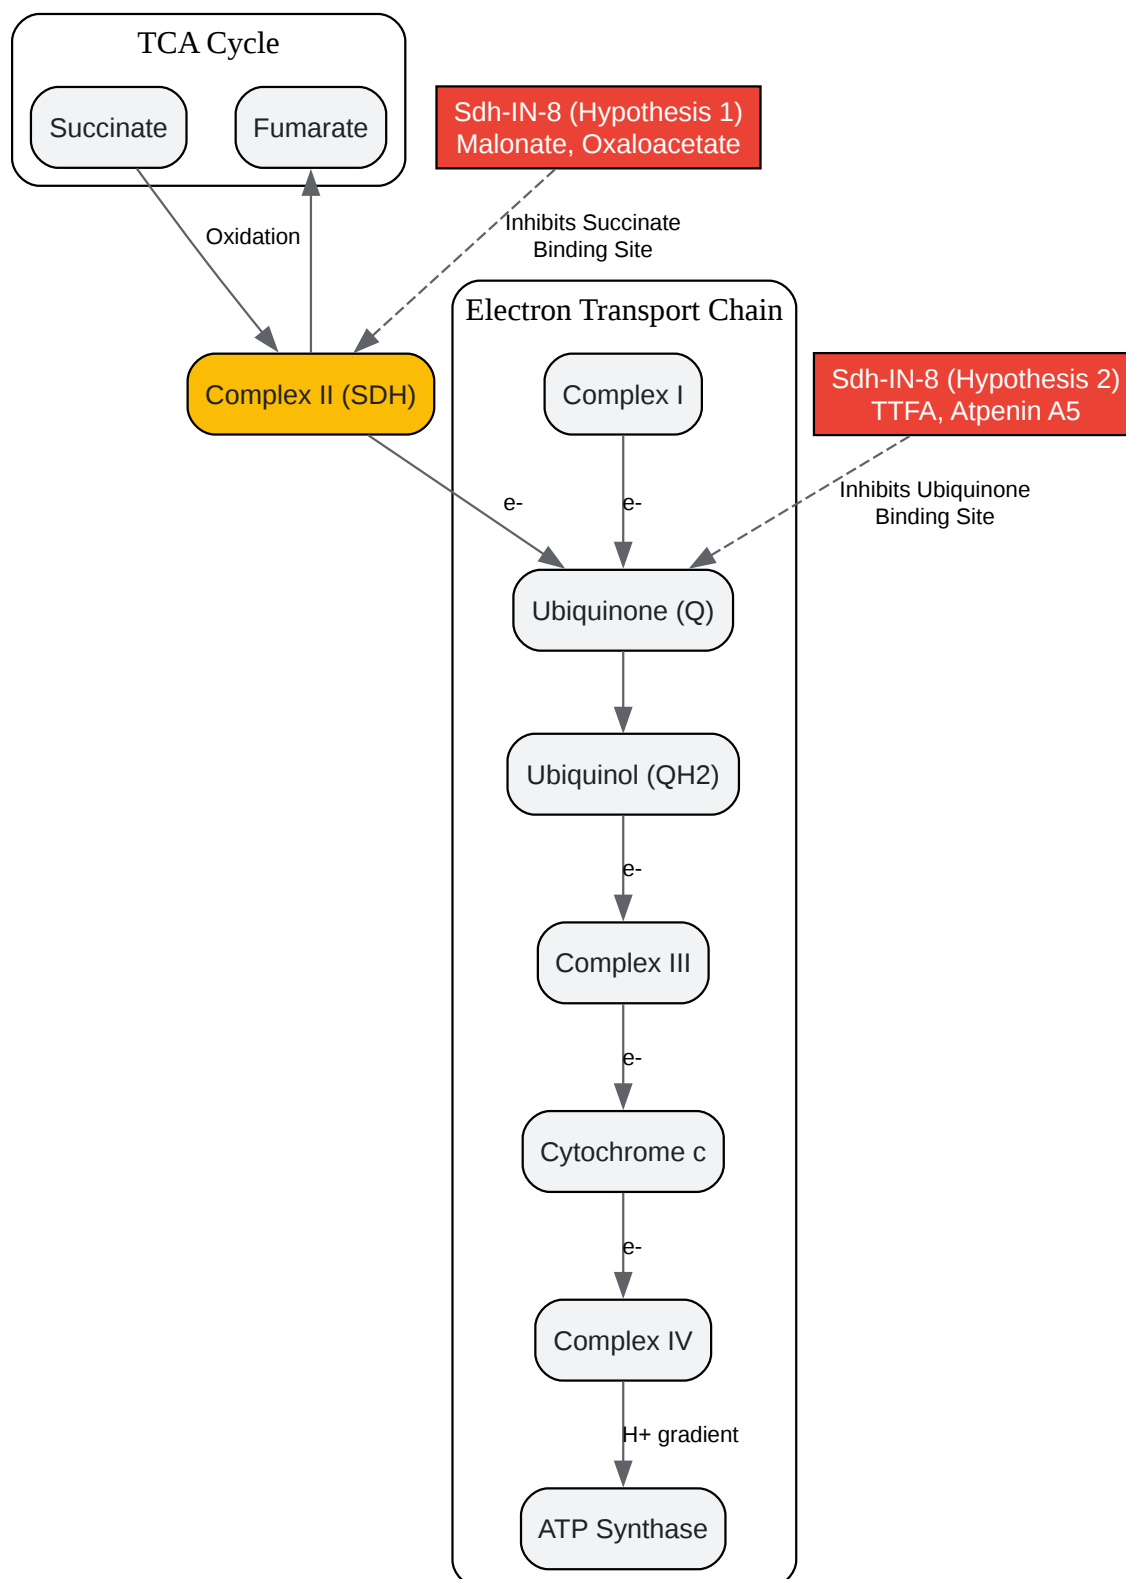 TCA Cycle
Succinate
Fumarate
Sdh-IN-8 (Hypothesis 1)
Malonate, Oxaloacetate
Oxidation
Inhibits Succinate
Binding Site
Electron Transport Chain
Complex II (SDH)
Complex I
Sdh-IN-8 (Hypothesis 2)
TTFA, Atpenin A5
e-
e-
Inhibits Ubiquinone
Binding Site
Ubiquinone (Q)
Ubiquinol (QH2)
e-
Complex III
e-
Cytochrome c
e-
Complex IV
H+ gradient
ATP Synthase